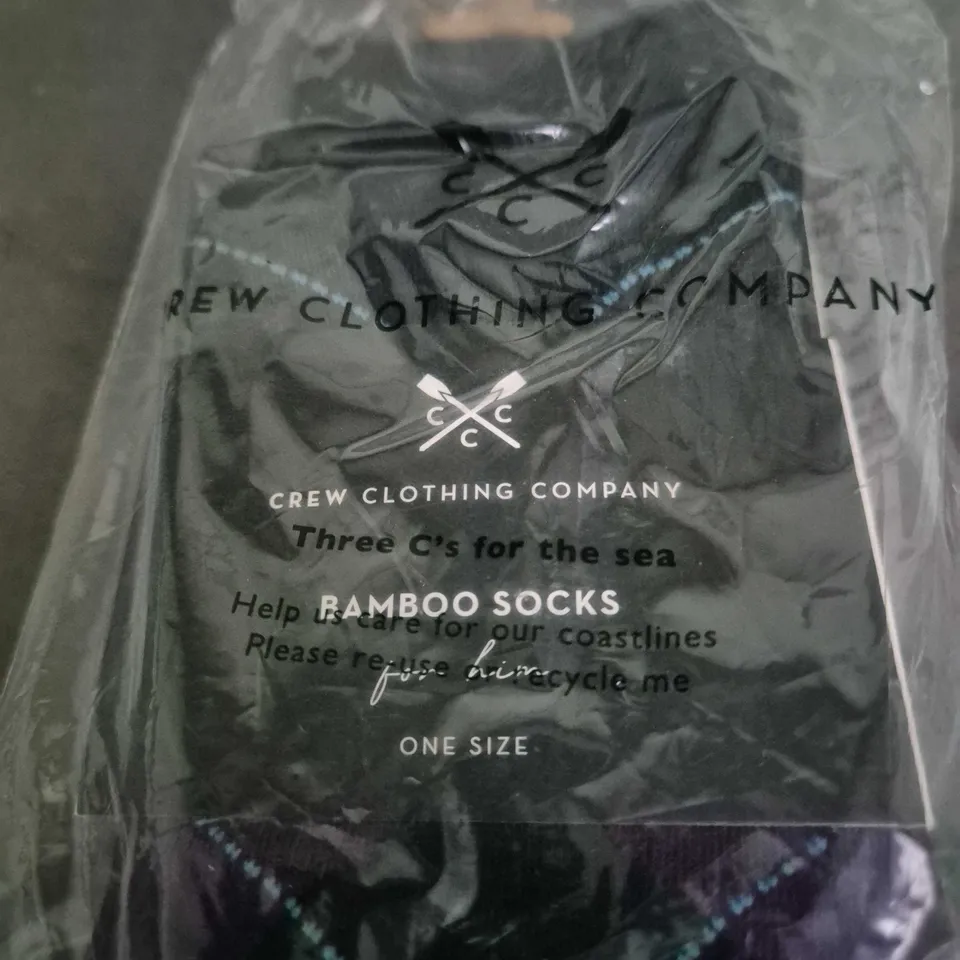 C C
C
REW CLOTHING COMPANY
C C
C
CREW CLOTHING COMPANY
Three C's for the sea
BAMBOO SOCKS
Help us care for our coastlines
Please re-use or recycle me
for him
ONE SIZE